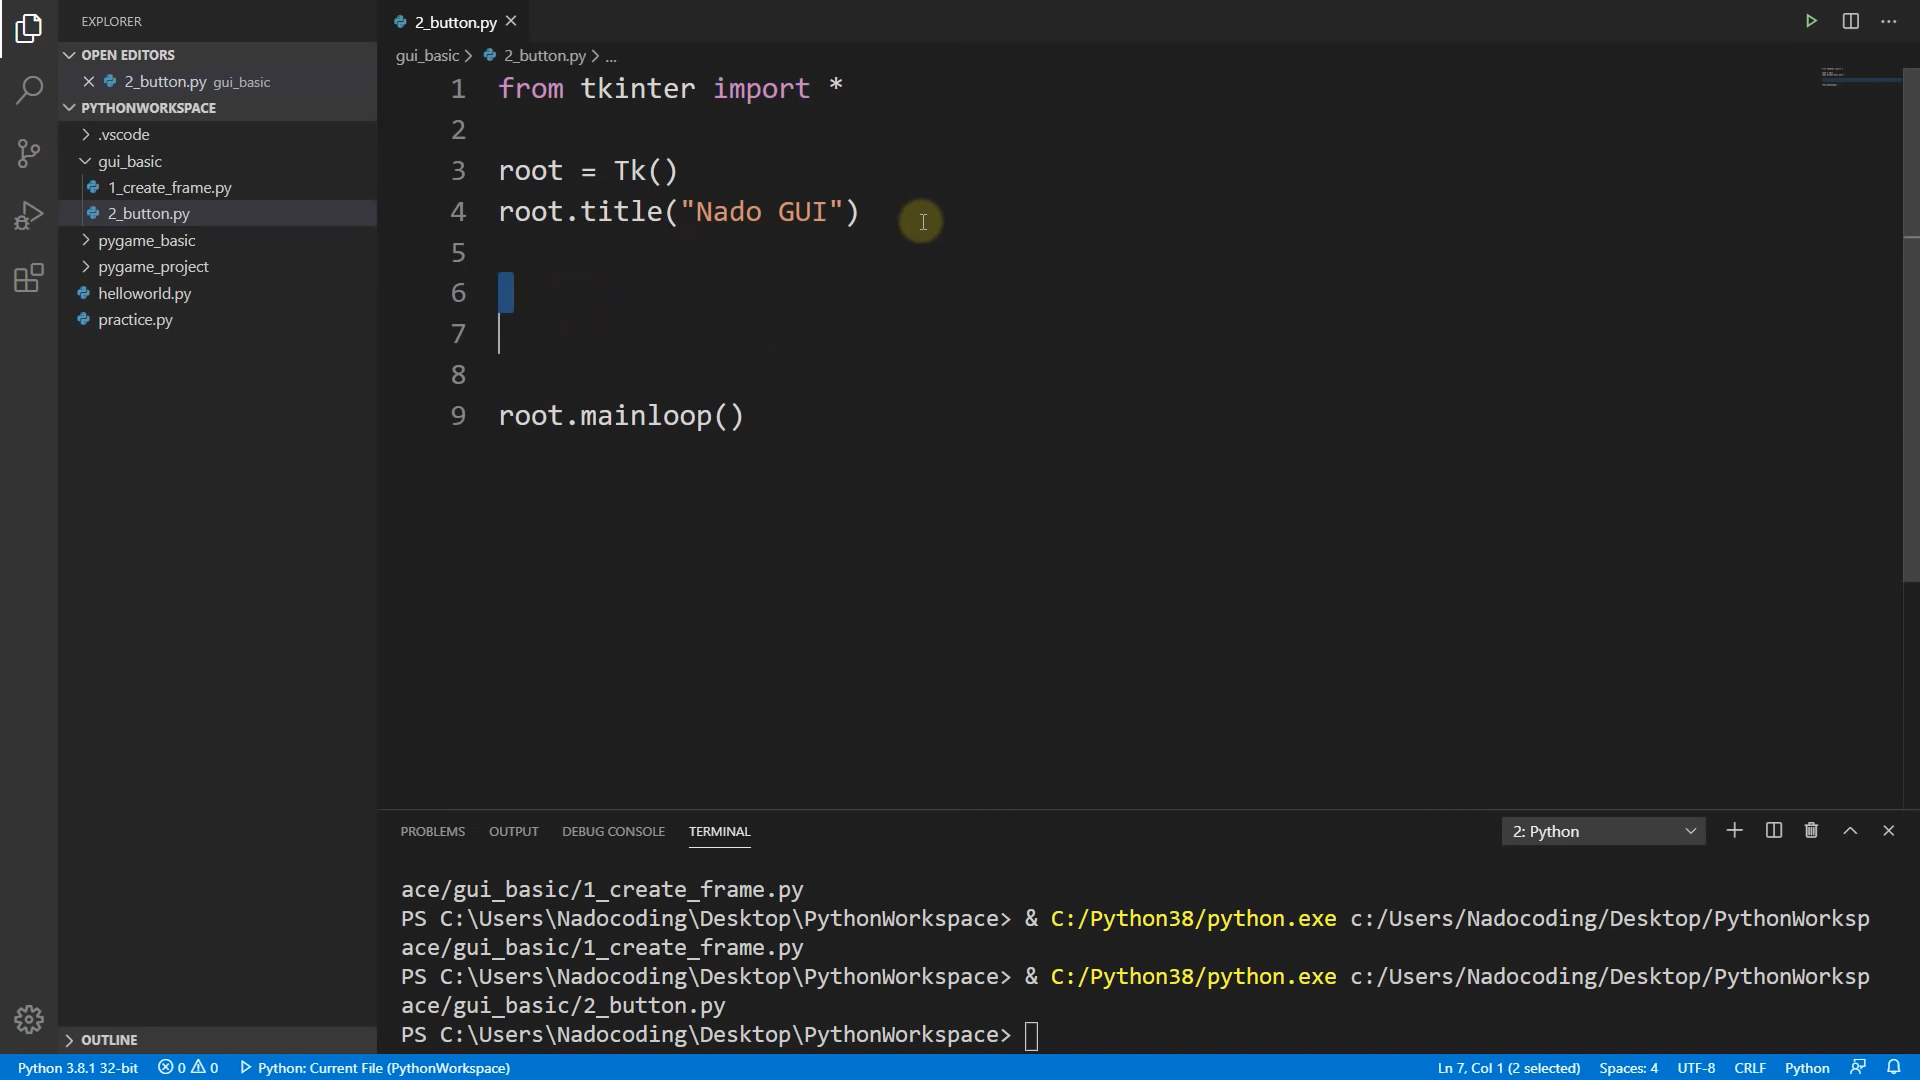 EXPLORER
OPEN EDITORS
2_button.py gui_basic
PYTHONWORKSPACE
.vscode
gui_basic
1_create_frame.py
2_button.py
pygame_basic
pygame_project
helloworld.py
practice.py
OUTLINE
2_button.py
gui_basic 2_button.py ...
1 from tkinter import *
2
3 root = Tk()
4 root.title("Nado GUI")
5
6
7
8
9 root.mainloop()
PROBLEMS OUTPUT DEBUG CONSOLE TERMINAL 2: Python
ace/gui_basic/1_create_frame.py
PS C:\Users\Nadocoding\Desktop\PythonWorkspace> & C:/Python38/python.exe c:/Users/Nadocoding/Desktop/PythonWorksp
ace/gui_basic/1_create_frame.py
PS C:\Users\Nadocoding\Desktop\PythonWorkspace> & C:/Python38/python.exe c:/Users/Nadocoding/Desktop/PythonWorksp
ace/gui_basic/2_button.py
PS C:\Users\Nadocoding\Desktop\PythonWorkspace>
Python 3.8.1 32-bit 0 0 Python: Current File (PythonWorkspace) Ln 7, Col 1 (2 selected) Spaces: 4 UTF-8 CRLF Python